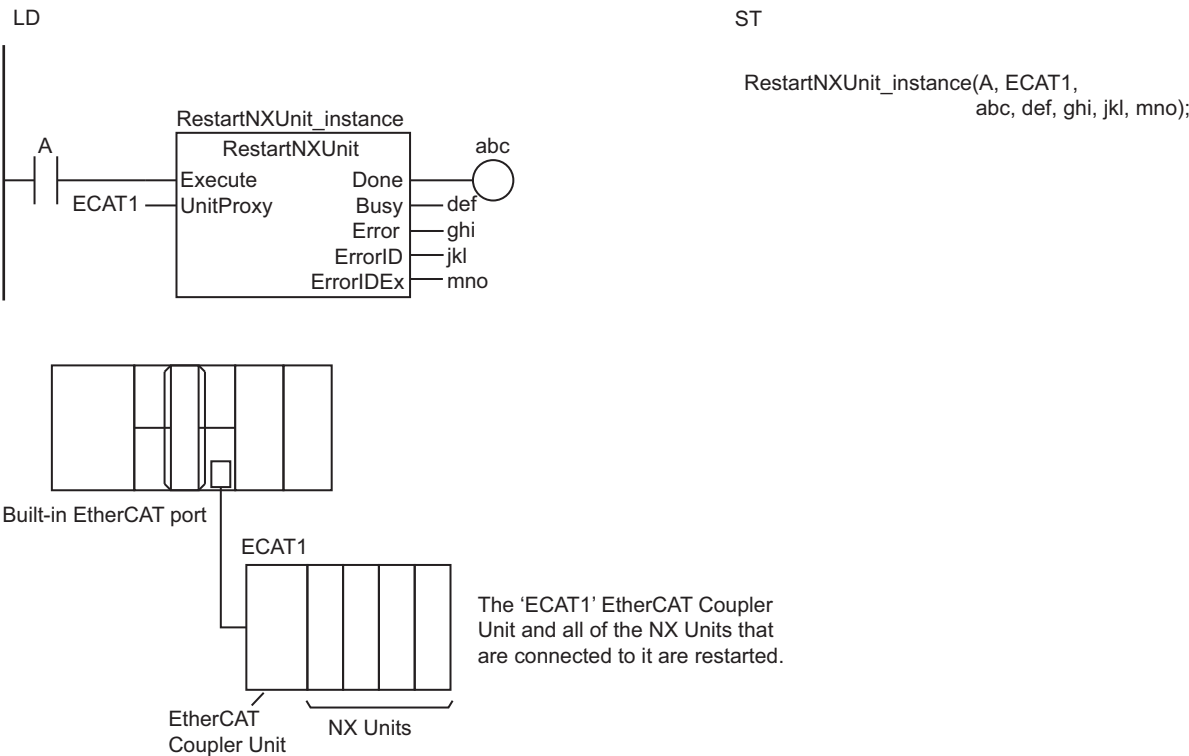 LD
ST
RestartNXUnit_instance(A, ECAT1,
abc, def, ghi, jkl, mno);
RestartNXUnit_instance
A
RestartNXUnit
abc
Execute
Done
ECAT1
UnitProxy
Busy
def
Error
ghi
ErrorID
jkl
ErrorIDEx
mno
Built-in EtherCAT port
ECAT1
The ‘ECAT1’ EtherCAT Coupler
Unit and all of the NX Units that
are connected to it are restarted.
EtherCAT
Coupler Unit
NX Units